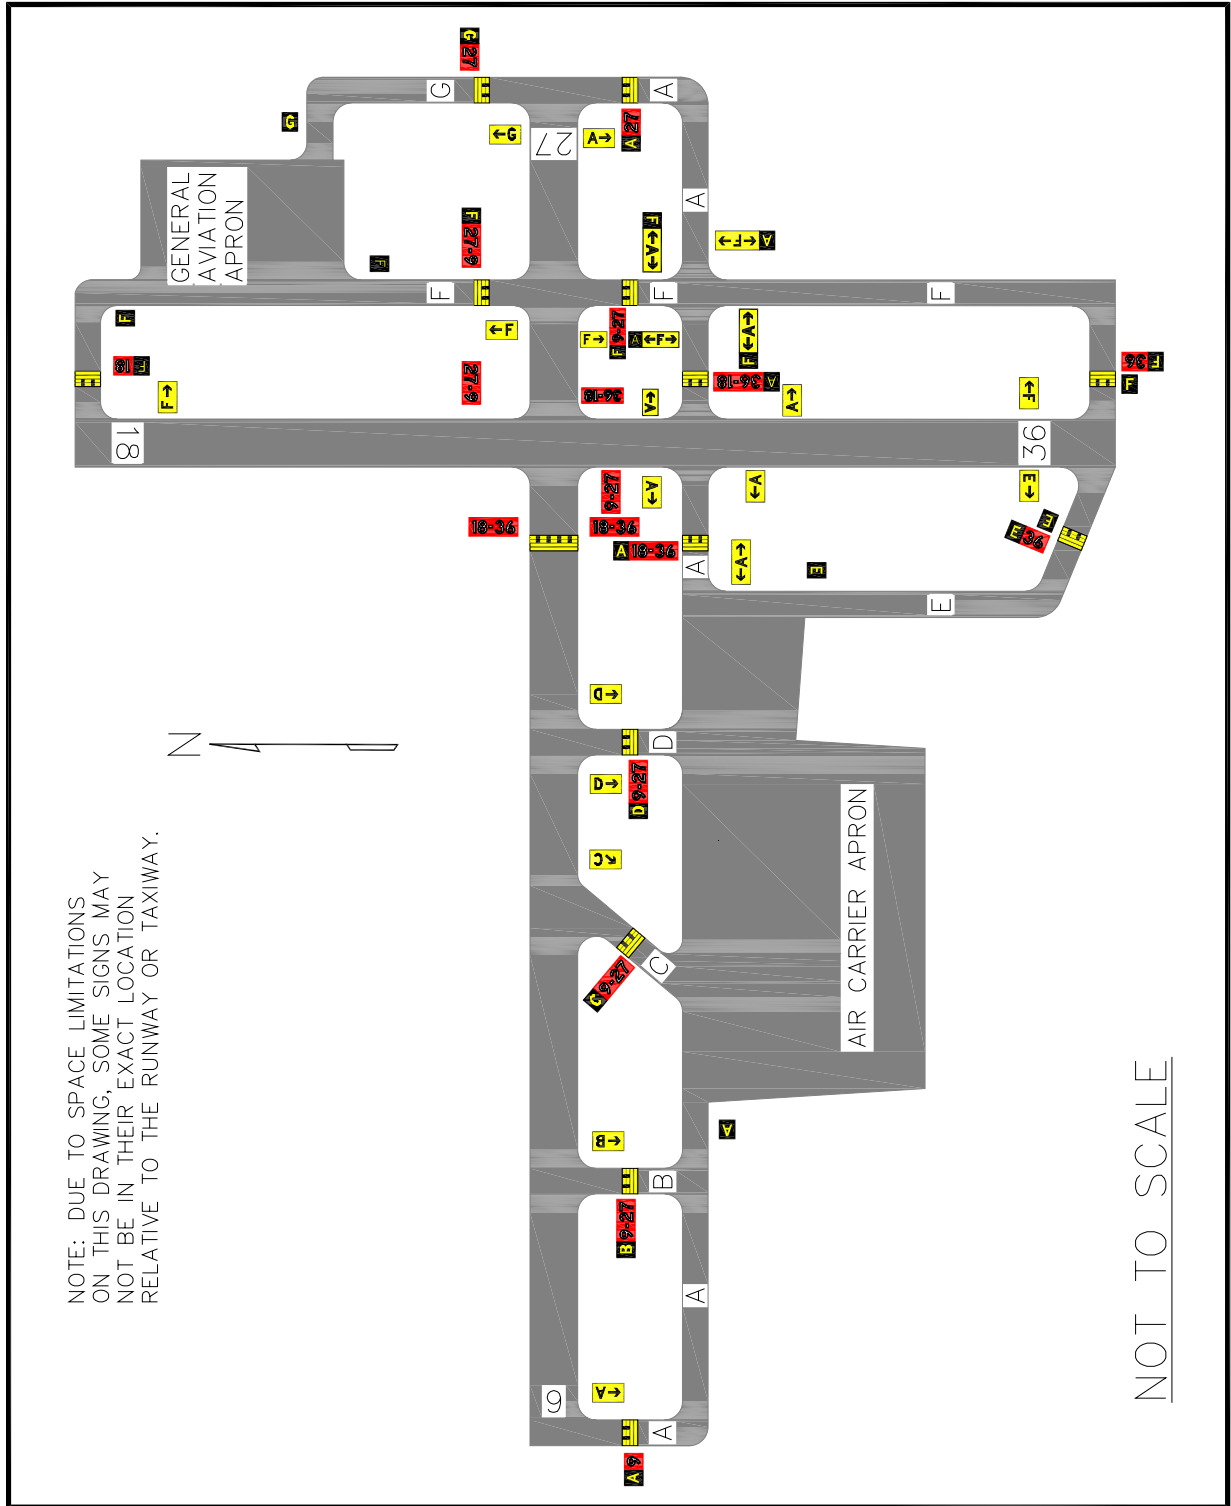 NOTE: DUE TO SPACE LIMITATIONS
ON THIS DRAWING, SOME SIGNS MAY
NOT BE IN THEIR EXACT LOCATION
RELATIVE TO THE RUNWAY OR TAXIWAY.
N
18
F 18
F
F→
GENERAL
AVIATION
APRON
G
F
F
G
18-36
27-9
27-9 F
27 G
←F
←G
9
27
A→
B→
C↗
D→
D→
18-36
9-27
36-18
F→
A→
A 9
B 9-27
C 9-27
D 9-27
A 18-36
F 9-27
A 27
A
B
C
D
←A
←A
←F→ A
←A→ F
F
A
A
A
A
A
←A→
←A
A 36-18
F ←A→
A ←F→
A→
E
AIR CARRIER APRON
E
F
36
E→
←F
E 36
E
F
F 36
NOT TO SCALE